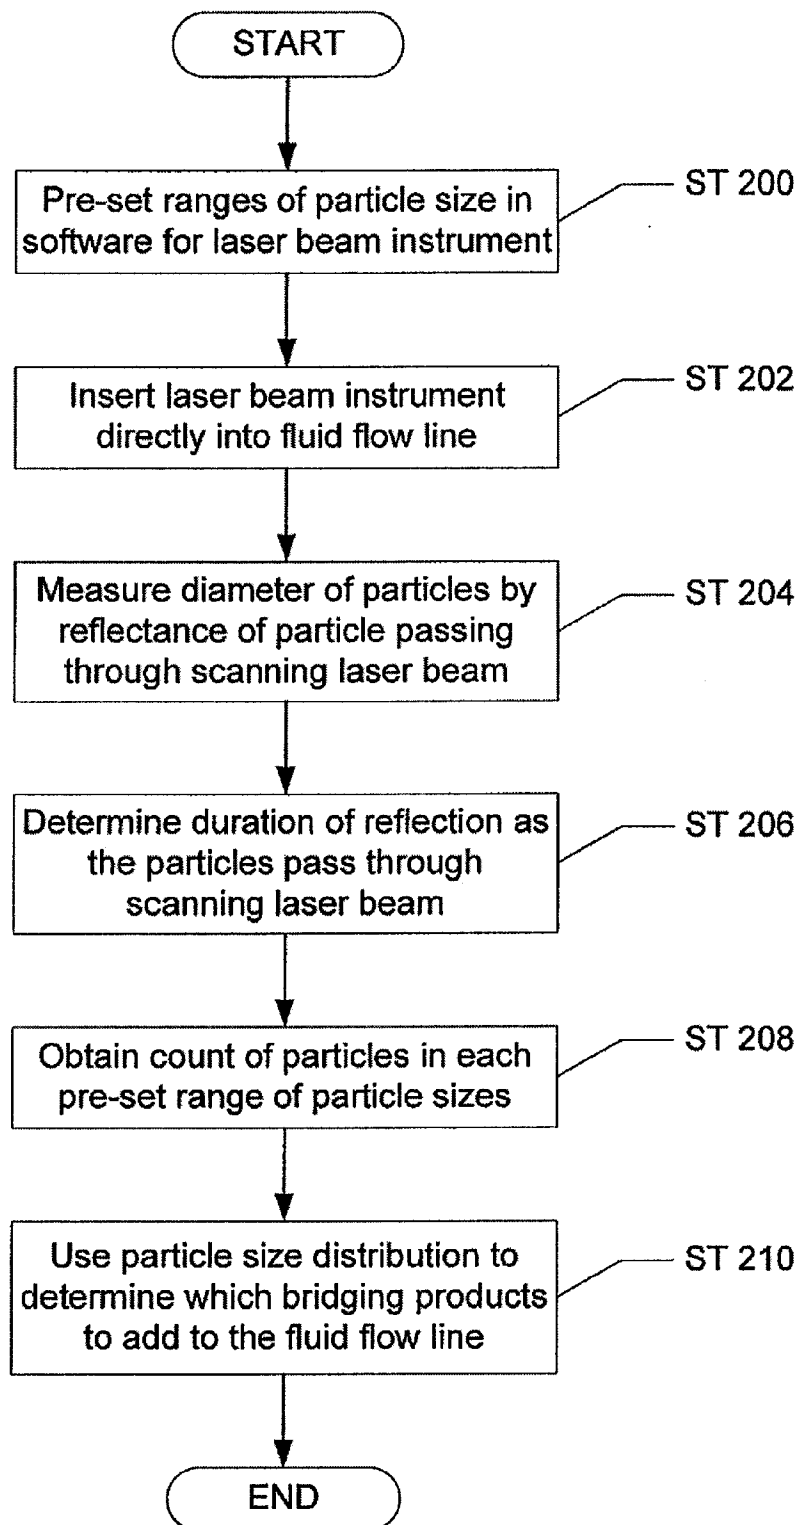 START
Pre-set ranges of particle size in
software for laser beam instrument
ST 200
Insert laser beam instrument
directly into fluid flow line
ST 202
Measure diameter of particles by
reflectance of particle passing
through scanning laser beam
ST 204
Determine duration of reflection as
the particles pass through
scanning laser beam
ST 206
Obtain count of particles in each
pre-set range of particle sizes
ST 208
Use particle size distribution to
determine which bridging products
to add to the fluid flow line
ST 210
END